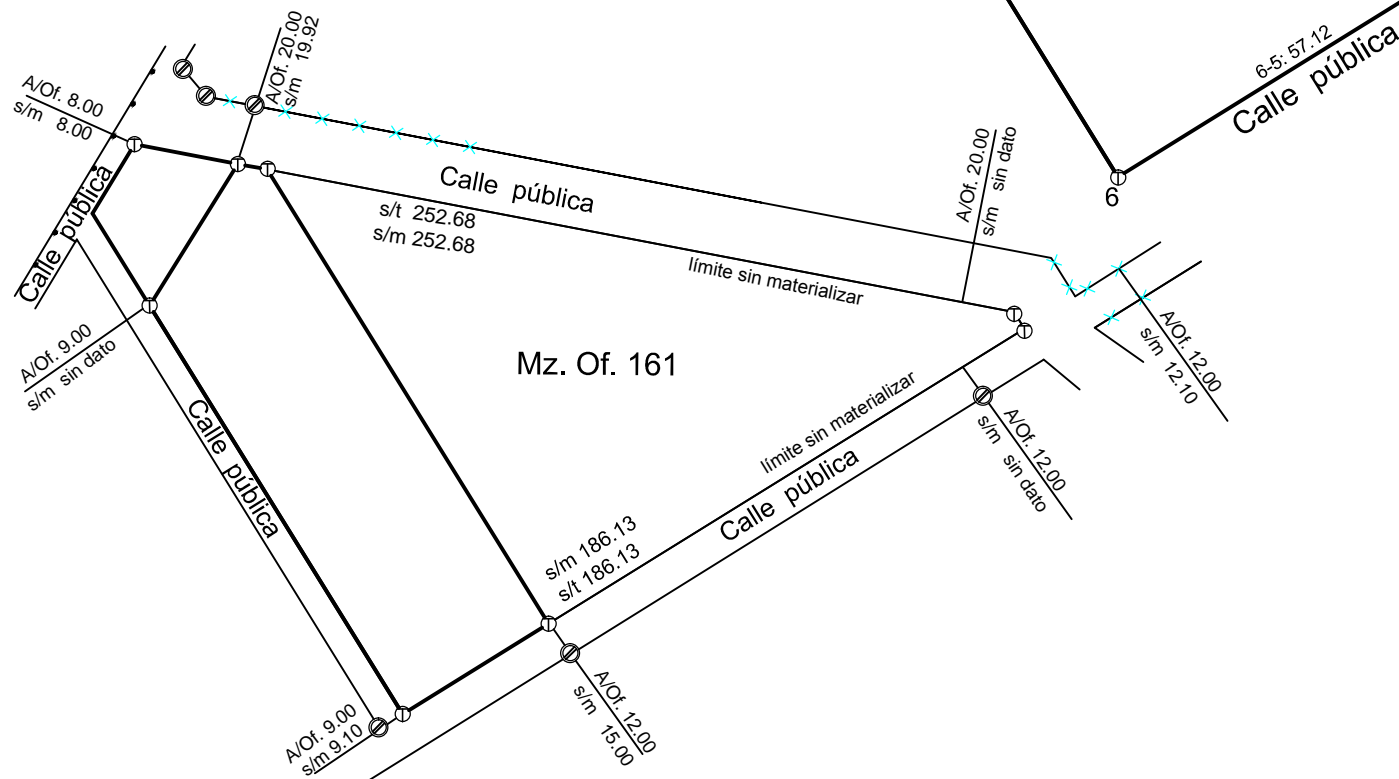 A/Of. 20.00
s/m 19.92
6-5: 57.12
Calle pública
A/Of. 8.00
s/m 8.00
Calle pública
6
A/Of. 20.00
s/m sin dato
Calle pública
s/t 252.68
s/m 252.68
límite sin materializar
A/Of. 9.00
s/m sin dato
Mz. Of. 161
A/Of. 12.00
s/m 12.10
Calle pública
límite sin materializar
A/Of. 12.00
s/m sin dato
Calle pública
s/m 186.13
s/t 186.13
A/Of. 9.00
s/m 9.10
A/Of. 12.00
s/m 15.00
T
T
T
T
T
T
T
T
T